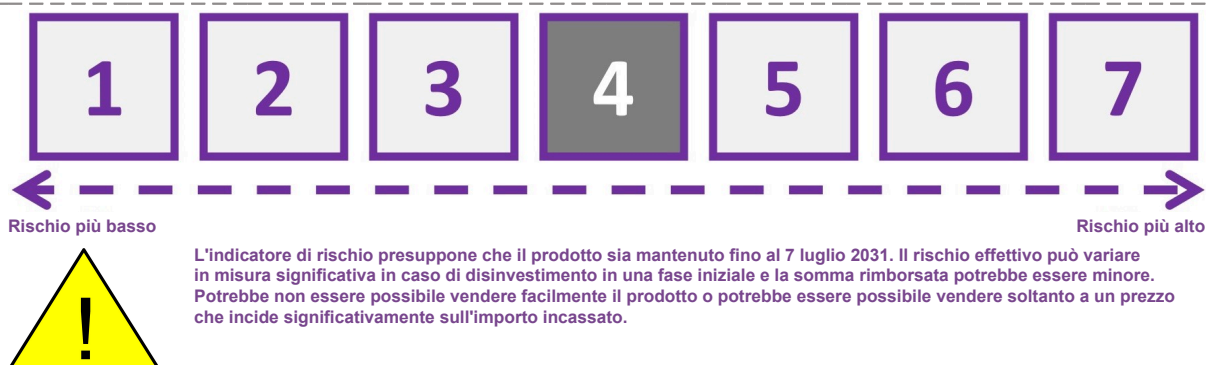 1 2 3 4 5 6 7
Rischio più basso Rischio più alto
L'indicatore di rischio presuppone che il prodotto sia mantenuto fino al 7 luglio 2031. Il rischio effettivo può variare
in misura significativa in caso di disinvestimento in una fase iniziale e la somma rimborsata potrebbe essere minore.
Potrebbe non essere possibile vendere facilmente il prodotto o potrebbe essere possibile vendere soltanto a un prezzo
che incide significativamente sull'importo incassato.
!